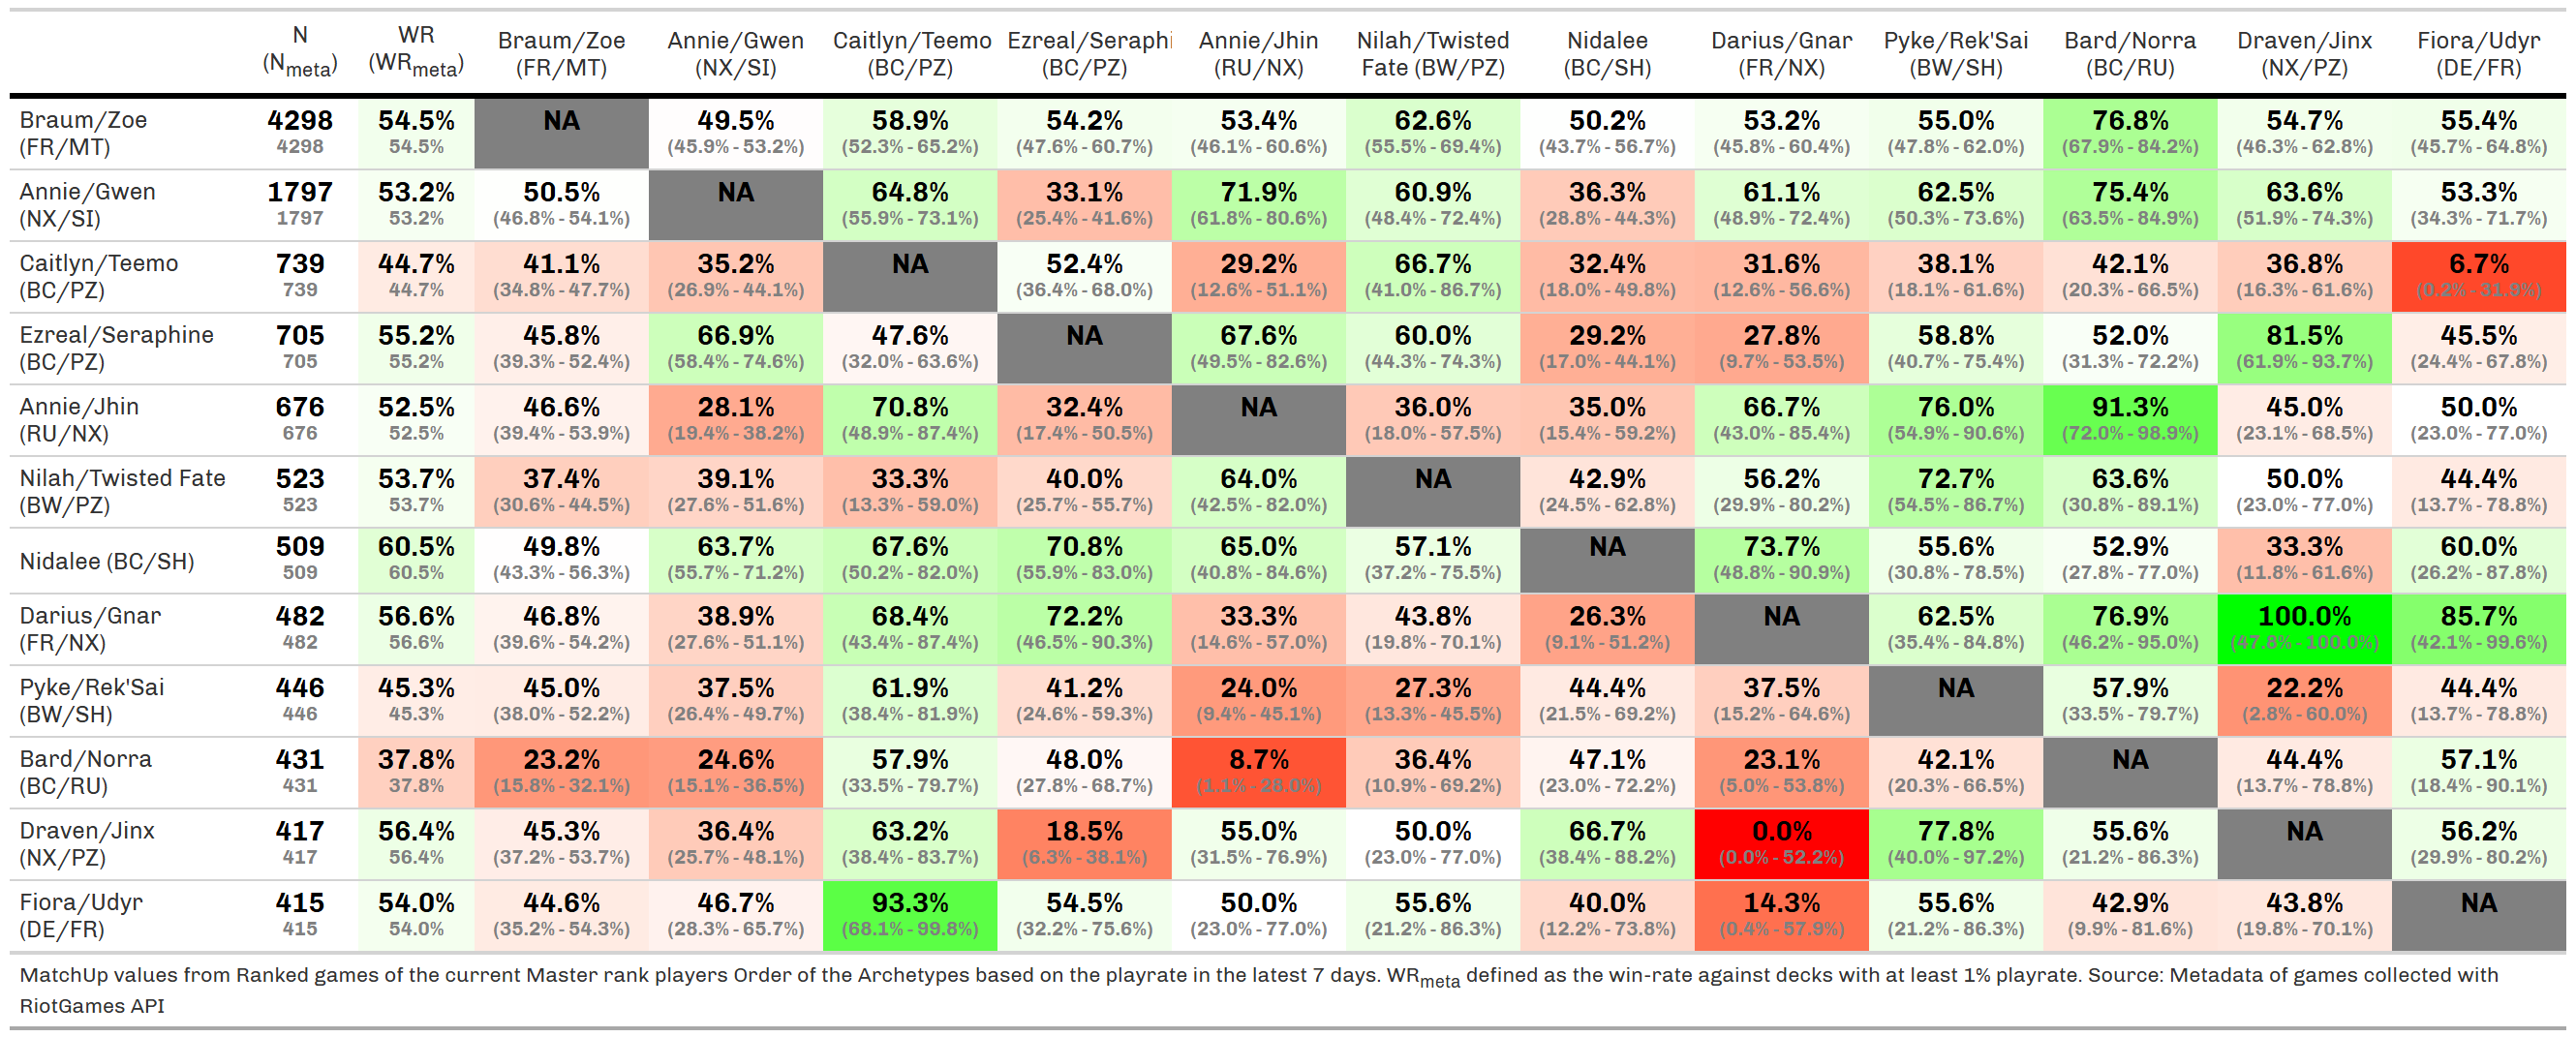 N WR Braum/Zoe Annie/Gwen Caitlyn/Teemo Ezreal/Seraphi Annie/Jhin Nilah/Twisted Nidalee Darius/Gnar Pyke/Rek'Sai Bard/Norra Draven/Jinx Fiora/Udyr
(Nmeta) (WRmeta) (FR/MT) (NX/SI) (BC/PZ) (BC/PZ) (RU/NX) Fate (BW/PZ) (BC/SH) (FR/NX) (BW/SH) (BC/RU) (NX/PZ) (DE/FR)
Braum/Zoe 4298 54.5% NA 49.5% 58.9% 54.2% 53.4% 62.6% 50.2% 53.2% 55.0% 76.8% 54.7% 55.4%
(FR/MT) 4298 54.5% (45.9% - 53.2%) (52.3% - 65.2%) (47.6% - 60.7%) (46.1% - 60.6%) (55.5% - 69.4%) (43.7% - 56.7%) (45.8% - 60.4%) (47.8% - 62.0%) (67.9% - 84.2%) (46.3% - 62.8%) (45.7% - 64.8%)
Annie/Gwen 1797 53.2% 50.5% NA 64.8% 33.1% 71.9% 60.9% 36.3% 61.1% 62.5% 75.4% 63.6% 53.3%
(NX/SI) 1797 53.2% (46.8% - 54.1%) (55.9% - 73.1%) (25.4% - 41.6%) (61.8% - 80.6%) (48.4% - 72.4%) (28.8% - 44.3%) (48.9% - 72.4%) (50.3% - 73.6%) (63.5% - 84.9%) (51.9% - 74.3%) (34.3% - 71.7%)
Caitlyn/Teemo 739 44.7% 41.1% 35.2% NA 52.4% 29.2% 66.7% 32.4% 31.6% 38.1% 42.1% 36.8% 6.7%
(BC/PZ) 739 44.7% (34.8% - 47.7%) (26.9% - 44.1%) (36.4% - 68.0%) (12.6% - 51.1%) (41.0% - 86.7%) (18.0% - 49.8%) (12.6% - 56.6%) (18.1% - 61.6%) (20.3% - 66.5%) (16.3% - 61.6%) (0.2% - 31.9%)
Ezreal/Seraphine 705 55.2% 45.8% 66.9% 47.6% NA 67.6% 60.0% 29.2% 27.8% 58.8% 52.0% 81.5% 45.5%
(BC/PZ) 705 55.2% (39.3% - 52.4%) (58.4% - 74.6%) (32.0% - 63.6%) (49.5% - 82.6%) (44.3% - 74.3%) (17.0% - 44.1%) (9.7% - 53.5%) (40.7% - 75.4%) (31.3% - 72.2%) (61.9% - 93.7%) (24.4% - 67.8%)
Annie/Jhin 676 52.5% 46.6% 28.1% 70.8% 32.4% NA 36.0% 35.0% 66.7% 76.0% 91.3% 45.0% 50.0%
(RU/NX) 676 52.5% (39.4% - 53.9%) (19.4% - 38.2%) (48.9% - 87.4%) (17.4% - 50.5%) (18.0% - 57.5%) (15.4% - 59.2%) (43.0% - 85.4%) (54.9% - 90.6%) (72.0% - 98.9%) (23.1% - 68.5%) (23.0% - 77.0%)
Nilah/Twisted Fate 523 53.7% 37.4% 39.1% 33.3% 40.0% 64.0% NA 42.9% 56.2% 72.7% 63.6% 50.0% 44.4%
(BW/PZ) 523 53.7% (30.6% - 44.5%) (27.6% - 51.6%) (13.3% - 59.0%) (25.7% - 55.7%) (42.5% - 82.0%) (24.5% - 62.8%) (29.9% - 80.2%) (54.5% - 86.7%) (30.8% - 89.1%) (23.0% - 77.0%) (13.7% - 78.8%)
Nidalee (BC/SH) 509 60.5% 49.8% 63.7% 67.6% 70.8% 65.0% 57.1% NA 73.7% 55.6% 52.9% 33.3% 60.0%
509 60.5% (43.3% - 56.3%) (55.7% - 71.2%) (50.2% - 82.0%) (55.9% - 83.0%) (40.8% - 84.6%) (37.2% - 75.5%) (48.8% - 90.9%) (30.8% - 78.5%) (27.8% - 77.0%) (11.8% - 61.6%) (26.2% - 87.8%)
Darius/Gnar 482 56.6% 46.8% 38.9% 68.4% 72.2% 33.3% 43.8% 26.3% NA 62.5% 76.9% 100.0% 85.7%
(FR/NX) 482 56.6% (39.6% - 54.2%) (27.6% - 51.1%) (43.4% - 87.4%) (46.5% - 90.3%) (14.6% - 57.0%) (19.8% - 70.1%) (9.1% - 51.2%) (35.4% - 84.8%) (46.2% - 95.0%) (47.8% - 100.0%) (42.1% - 99.6%)
Pyke/Rek'Sai 446 45.3% 45.0% 37.5% 61.9% 41.2% 24.0% 27.3% 44.4% 37.5% NA 57.9% 22.2% 44.4%
(BW/SH) 446 45.3% (38.0% - 52.2%) (26.4% - 49.7%) (38.4% - 81.9%) (24.6% - 59.3%) (9.4% - 45.1%) (13.3% - 45.5%) (21.5% - 69.2%) (15.2% - 64.6%) (33.5% - 79.7%) (2.8% - 60.0%) (13.7% - 78.8%)
Bard/Norra 431 37.8% 23.2% 24.6% 57.9% 48.0% 8.7% 36.4% 47.1% 23.1% 42.1% NA 44.4% 57.1%
(BC/RU) 431 37.8% (15.8% - 32.1%) (15.1% - 36.5%) (33.5% - 79.7%) (27.8% - 68.7%) (1.1% - 28.0%) (10.9% - 69.2%) (23.0% - 72.2%) (5.0% - 53.8%) (20.3% - 66.5%) (13.7% - 78.8%) (18.4% - 90.1%)
Draven/Jinx 417 56.4% 45.3% 36.4% 63.2% 18.5% 55.0% 50.0% 66.7% 0.0% 77.8% 55.6% NA 56.2%
(NX/PZ) 417 56.4% (37.2% - 53.7%) (25.7% - 48.1%) (38.4% - 83.7%) (6.3% - 38.1%) (31.5% - 76.9%) (23.0% - 77.0%) (38.4% - 88.2%) (0.0% - 52.2%) (40.0% - 97.2%) (21.2% - 86.3%) (29.9% - 80.2%)
Fiora/Udyr 415 54.0% 44.6% 46.7% 93.3% 54.5% 50.0% 55.6% 40.0% 14.3% 55.6% 42.9% 43.8% NA
(DE/FR) 415 54.0% (35.2% - 54.3%) (28.3% - 65.7%) (68.1% - 99.8%) (32.2% - 75.6%) (23.0% - 77.0%) (21.2% - 86.3%) (12.2% - 73.8%) (0.4% - 57.9%) (21.2% - 86.3%) (9.9% - 81.6%) (19.8% - 70.1%)
MatchUp values from Ranked games of the current Master rank players Order of the Archetypes based on the playrate in the latest 7 days. WRmeta defined as the win-rate against decks with at least 1% playrate. Source: Metadata of games collected with
RiotGames API